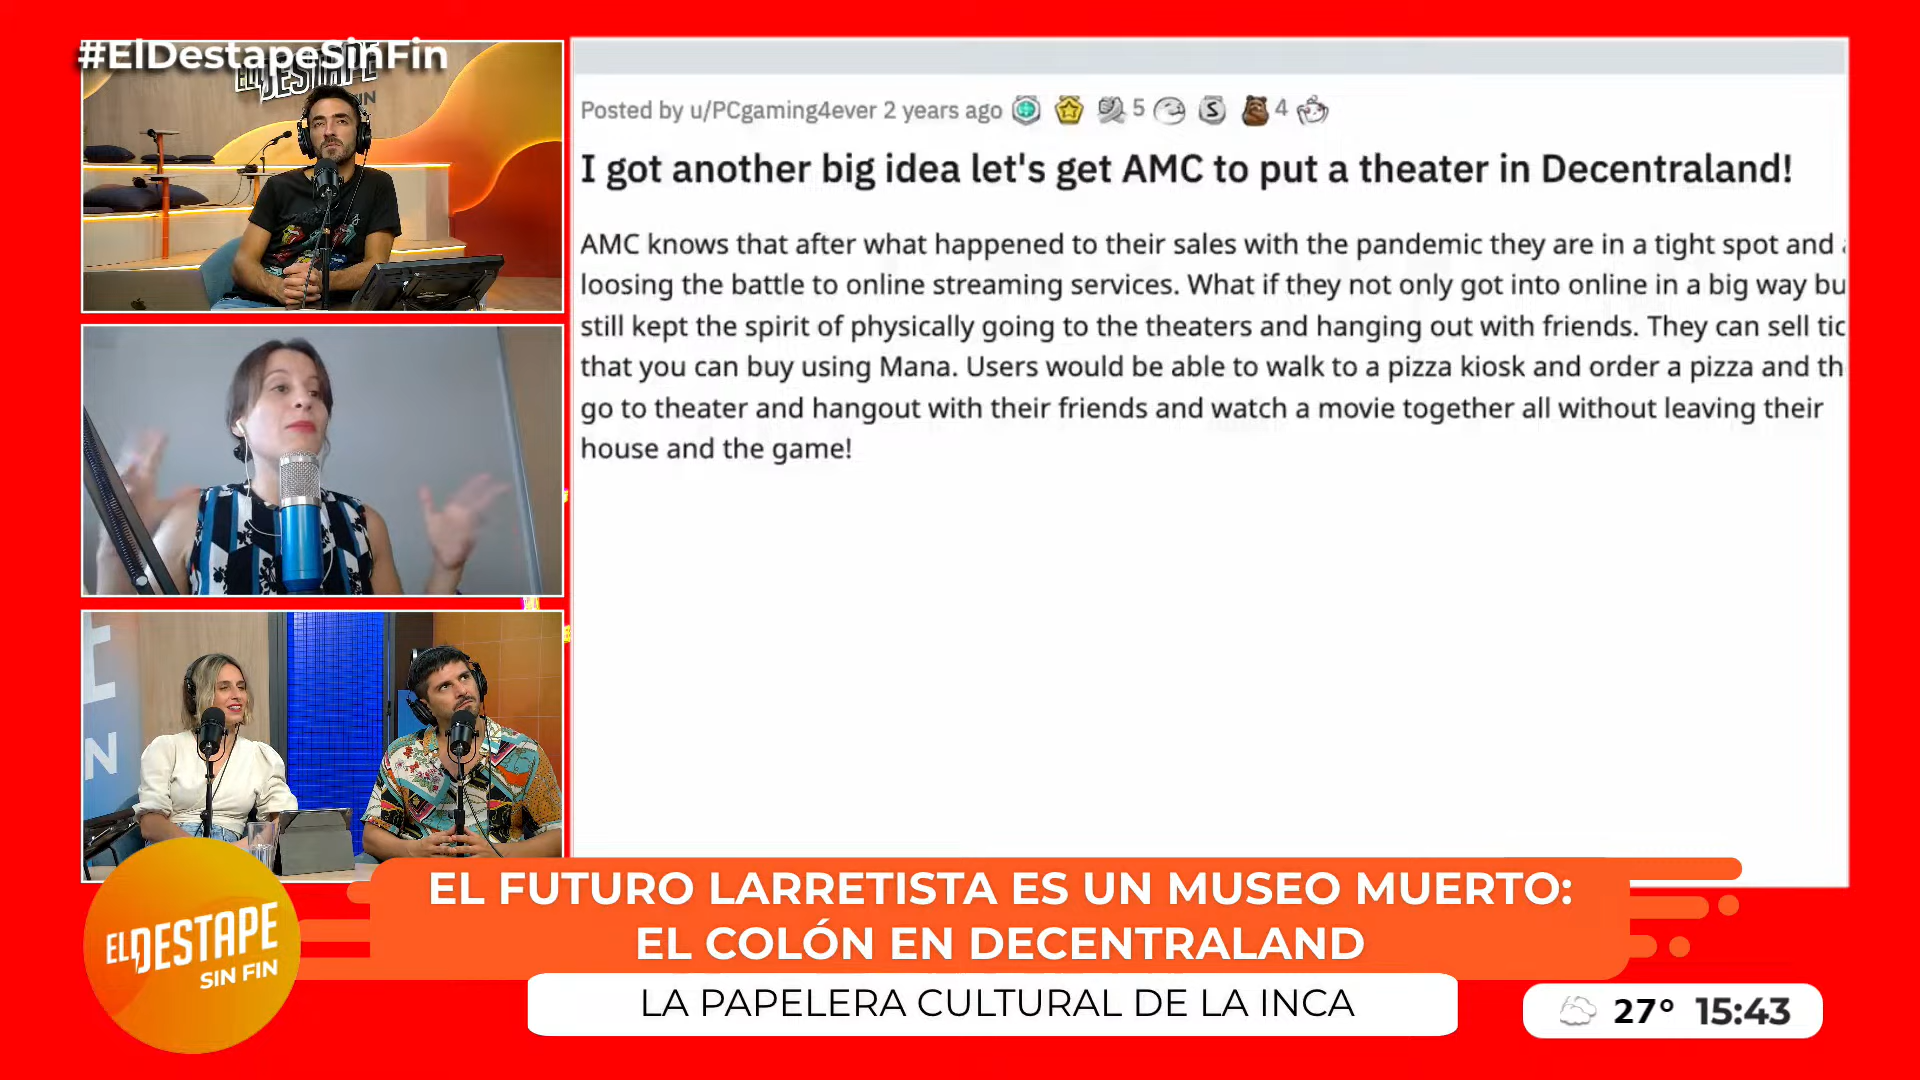 #ElDestapeSinFin
EL DESTAPE
Posted by u/PCgaming4ever 2 years ago 5 S 4
I got another big idea let's get AMC to put a theater in Decentraland!
AMC knows that after what happened to their sales with the pandemic they are in a tight spot and
loosing the battle to online streaming services. What if they not only got into online in a big way bu
still kept the spirit of physically going to the theaters and hanging out with friends. They can sell tic
that you can buy using Mana. Users would be able to walk to a pizza kiosk and order a pizza and th
go to theater and hangout with their friends and watch a movie together all without leaving their
house and the game!
EL FUTURO LARRETISTA ES UN MUSEO MUERTO:
EL COLÓN EN DECENTRALAND
LA PAPELERA CULTURAL DE LA INCA
EL DESTAPE
SIN FIN
27° 15:43